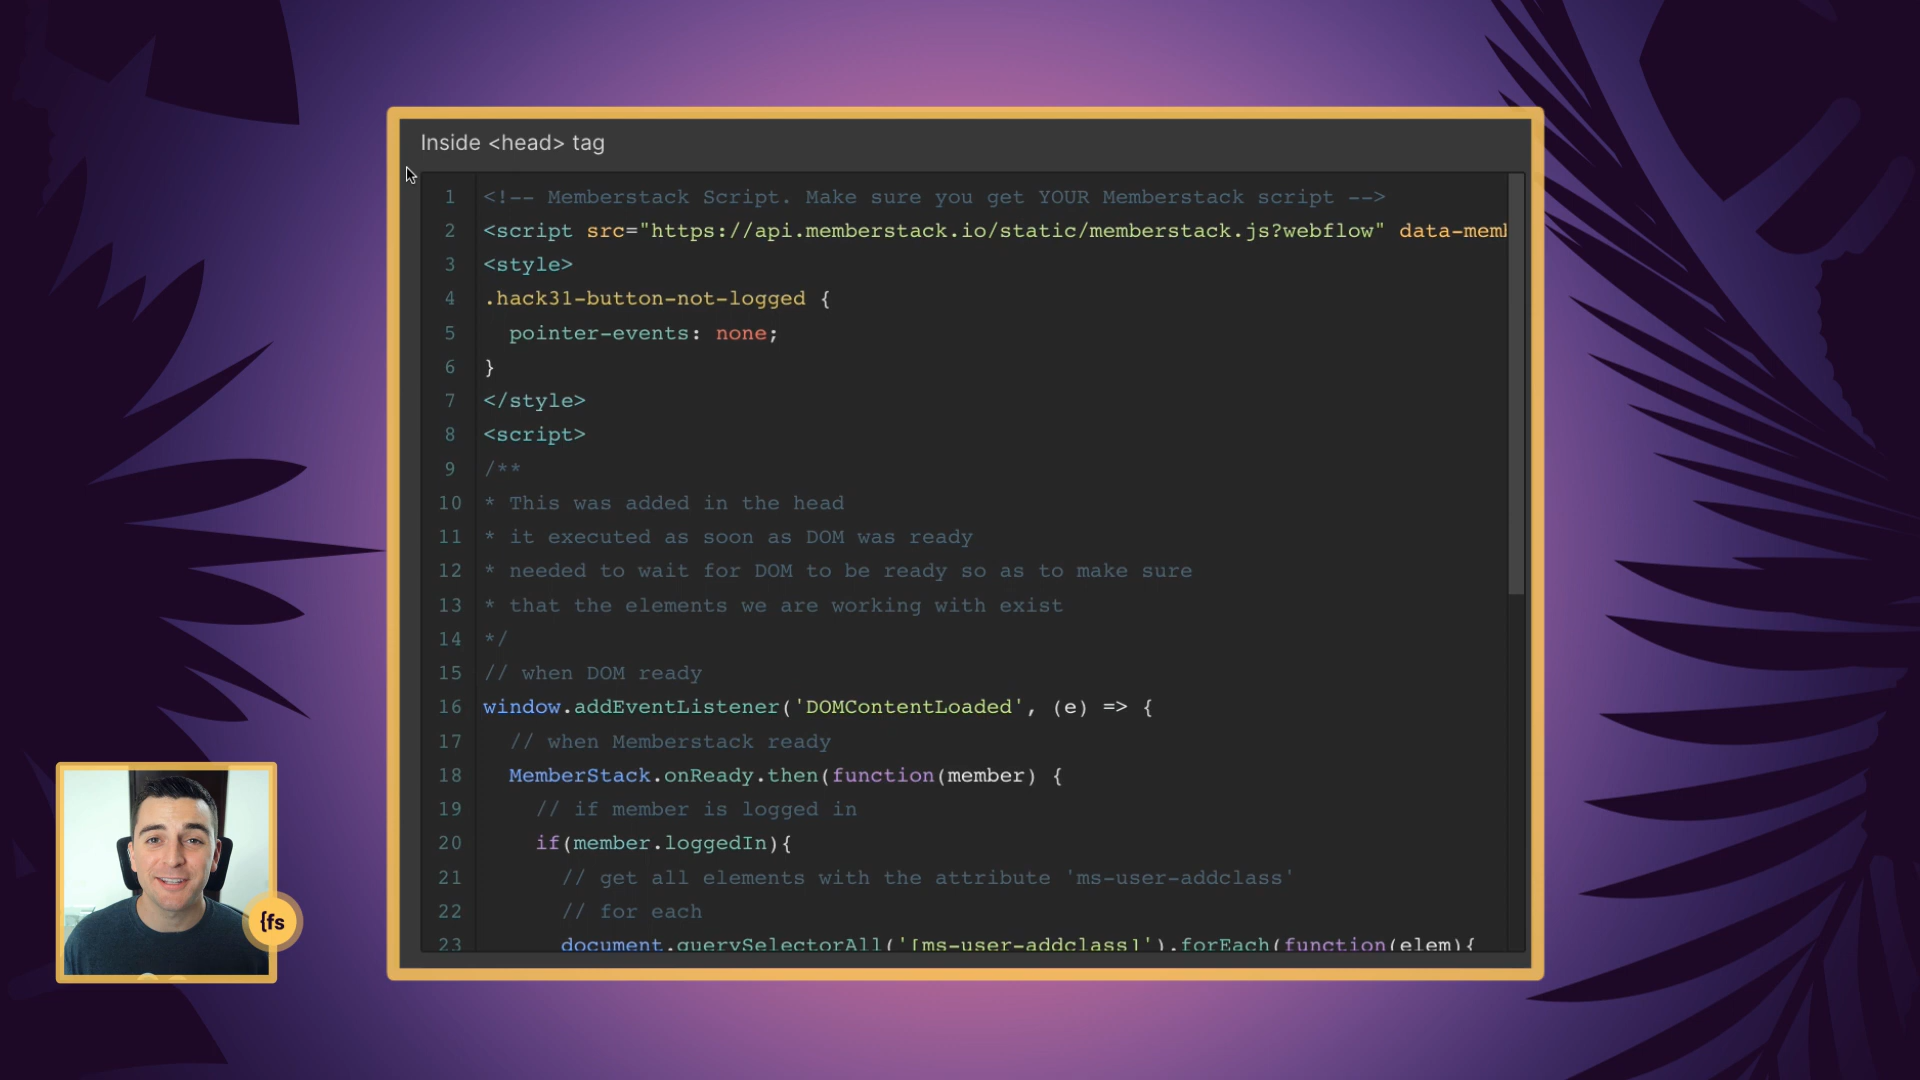 Inside <head> tag
1 <!-- Memberstack Script. Make sure you get YOUR Memberstack script -->
2 <script src="https://api.memberstack.io/static/memberstack.js?webflow" data-memb
3 <style>
4 .hack31-button-not-logged {
5 pointer-events: none;
6 }
7 </style>
8 <script>
9 /**
10 * This was added in the head
11 * it executed as soon as DOM was ready
12 * needed to wait for DOM to be ready so as to make sure
13 * that the elements we are working with exist
14 */
15 // when DOM ready
16 window.addEventListener('DOMContentLoaded', (e) => {
17 // when Memberstack ready
18 MemberStack.onReady.then(function(member) {
19 // if member is logged in
20 if(member.loggedIn){
21 // get all elements with the attribute 'ms-user-addclass'
22 // for each
23 document.querySelectorAll('[ms-user-addclass]').forEach(function(elem){
{fs